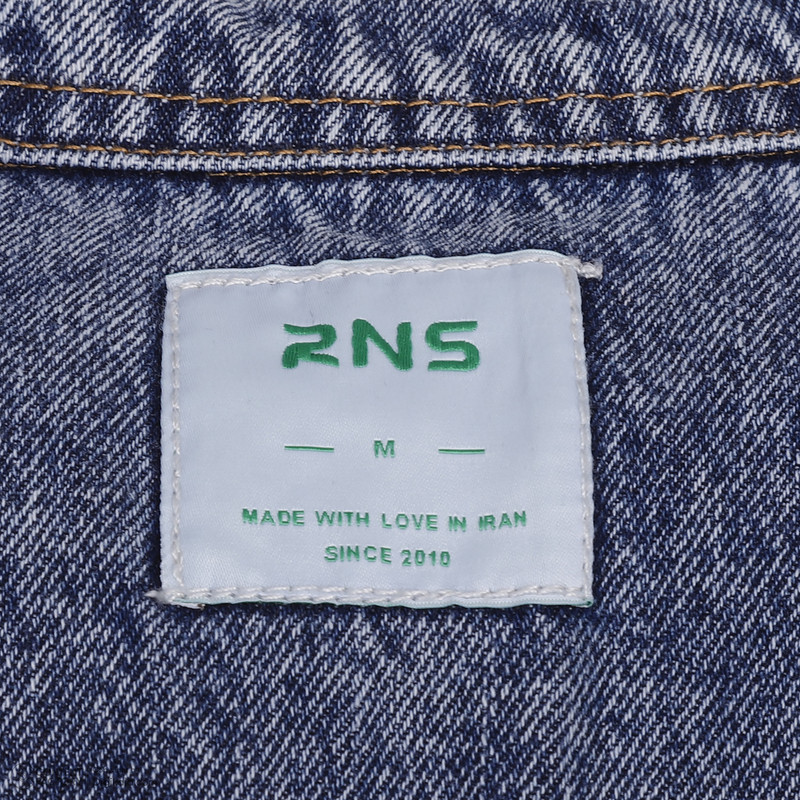 RNS
M
MADE WITH LOVE IN IRAN
SINCE 2010